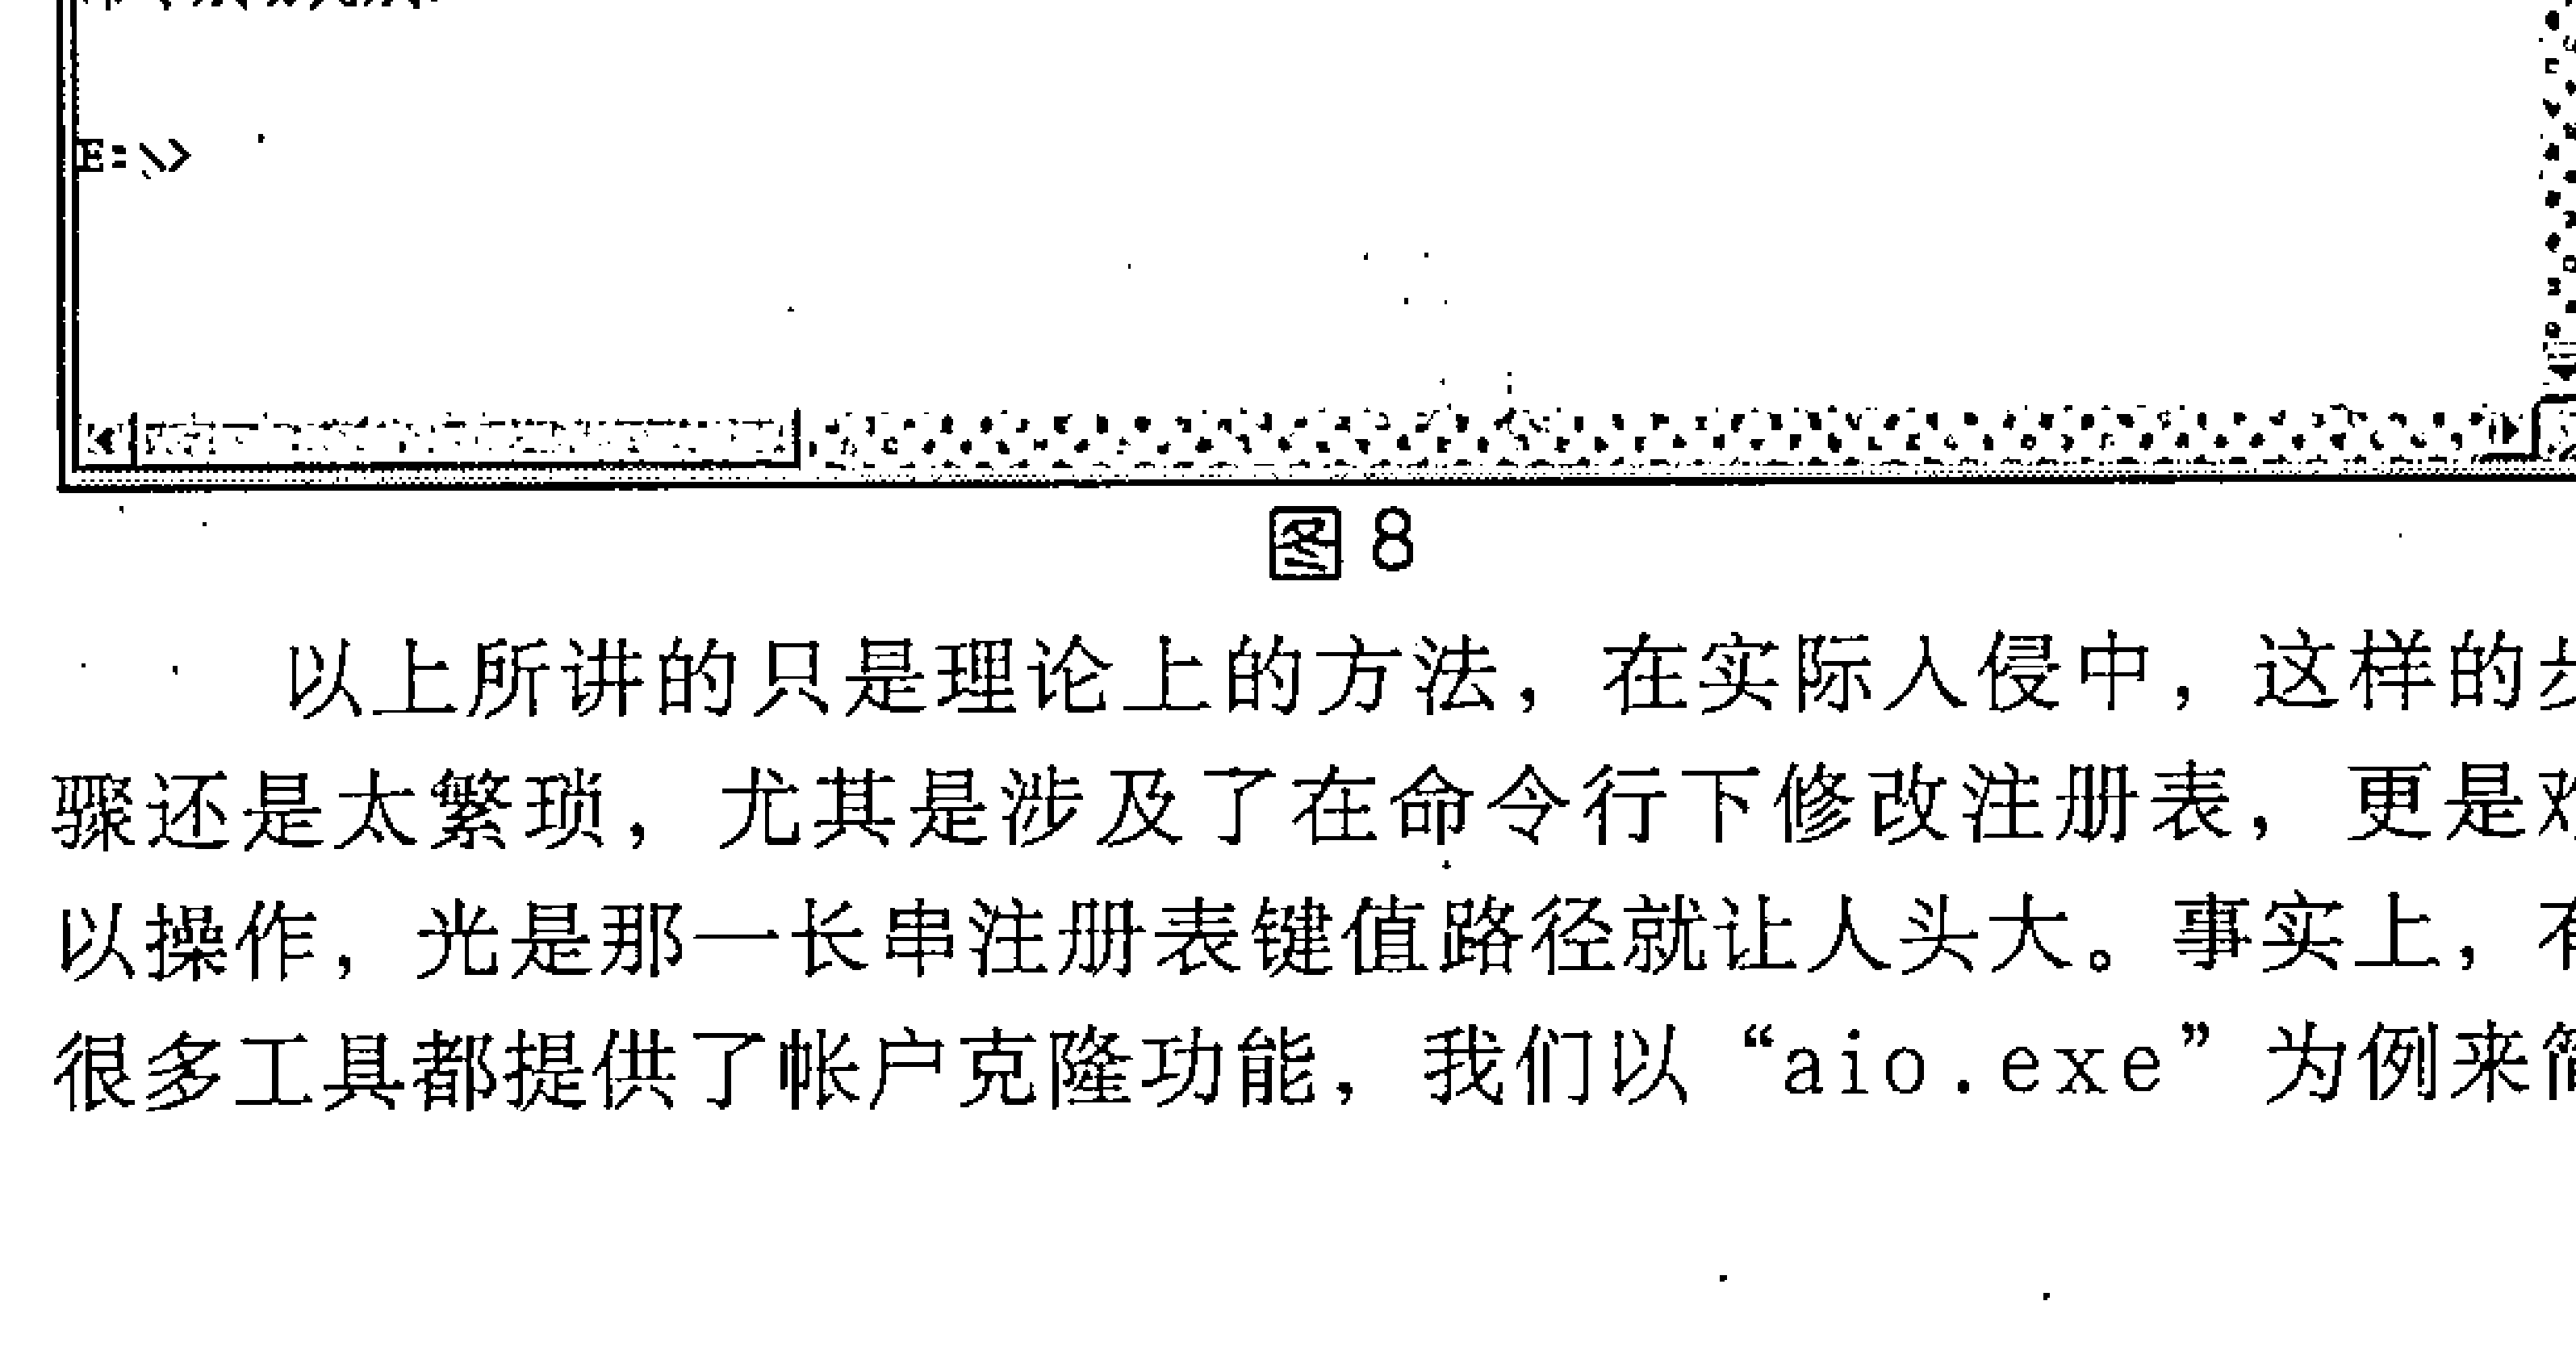 E:\>
图 8
以上所讲的只是理论上的方法，在实际入侵中，这样的步
骤还是太繁琐，尤其是涉及了在命令行下修改注册表，更是难
以操作，光是那一长串注册表键值路径就让人头大。事实上，有
很多工具都提供了帐户克隆功能，我们以“aio.exe”为例来简